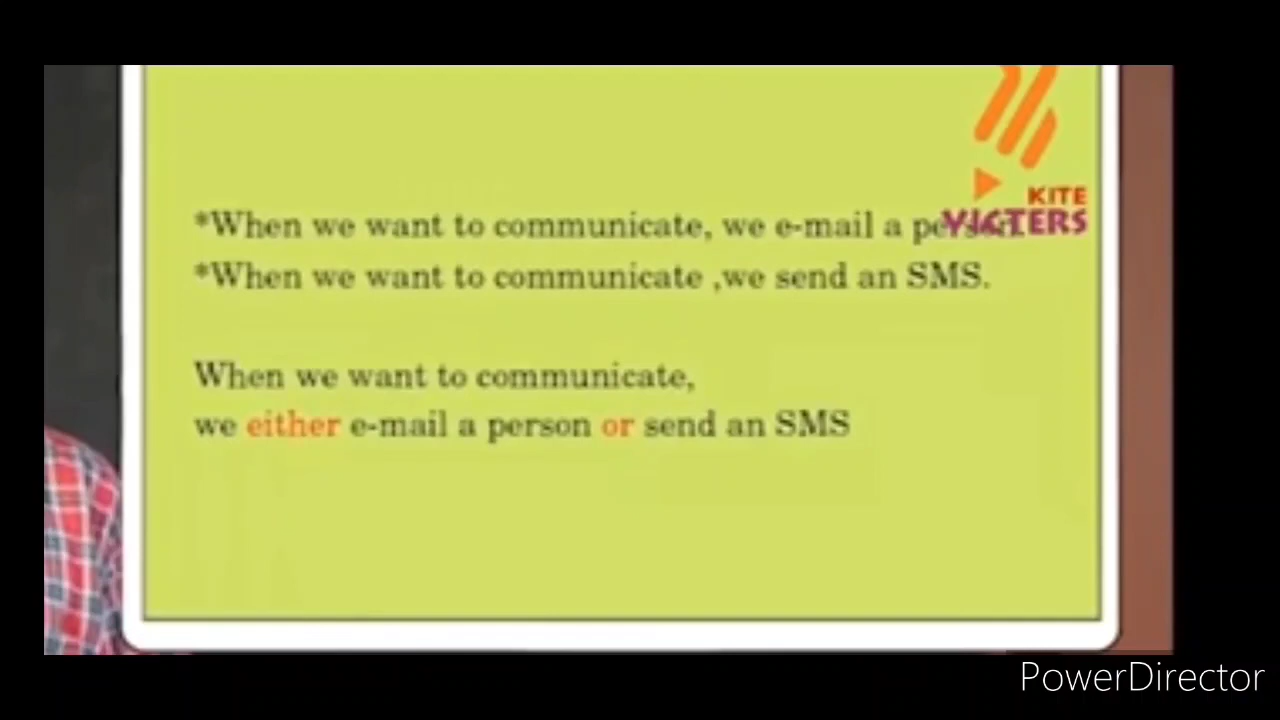 *When we want to communicate, we e-mail a person.
KITE
VICTERS
*When we want to communicate ,we send an SMS.
When we want to communicate,
we either e-mail a person or send an SMS
PowerDirector